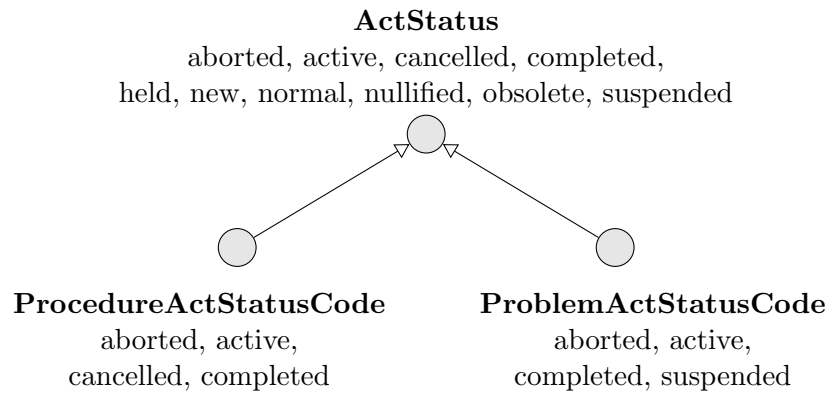 ActStatus
aborted, active, cancelled, completed,
held, new, normal, nullified, obsolete, suspended
ProcedureActStatusCode
aborted, active,
cancelled, completed
ProblemActStatusCode
aborted, active,
completed, suspended